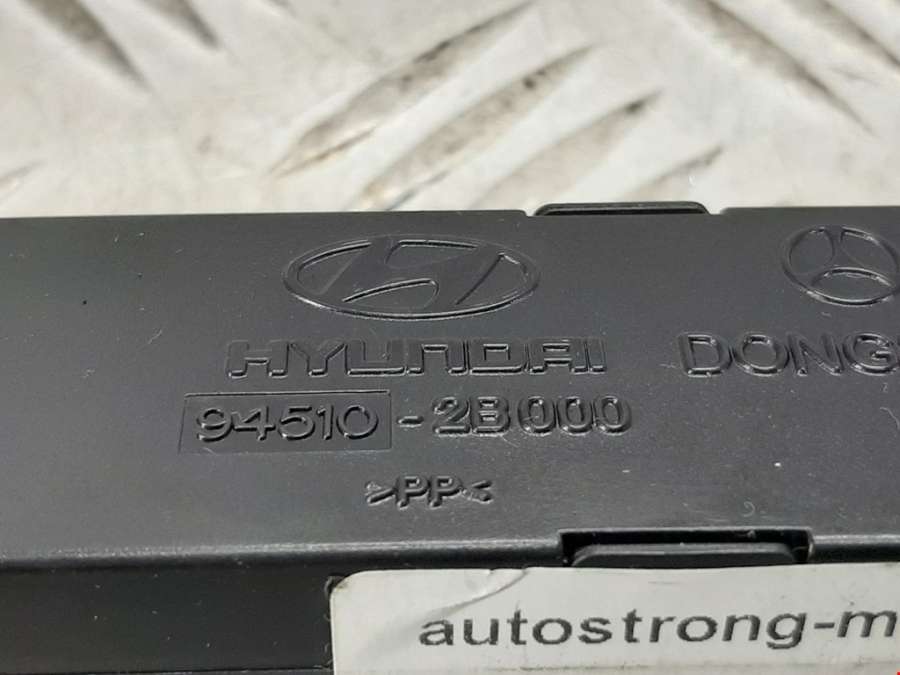 HYUNDAI DONG
94510-2B000
>PP<
autostrong-m